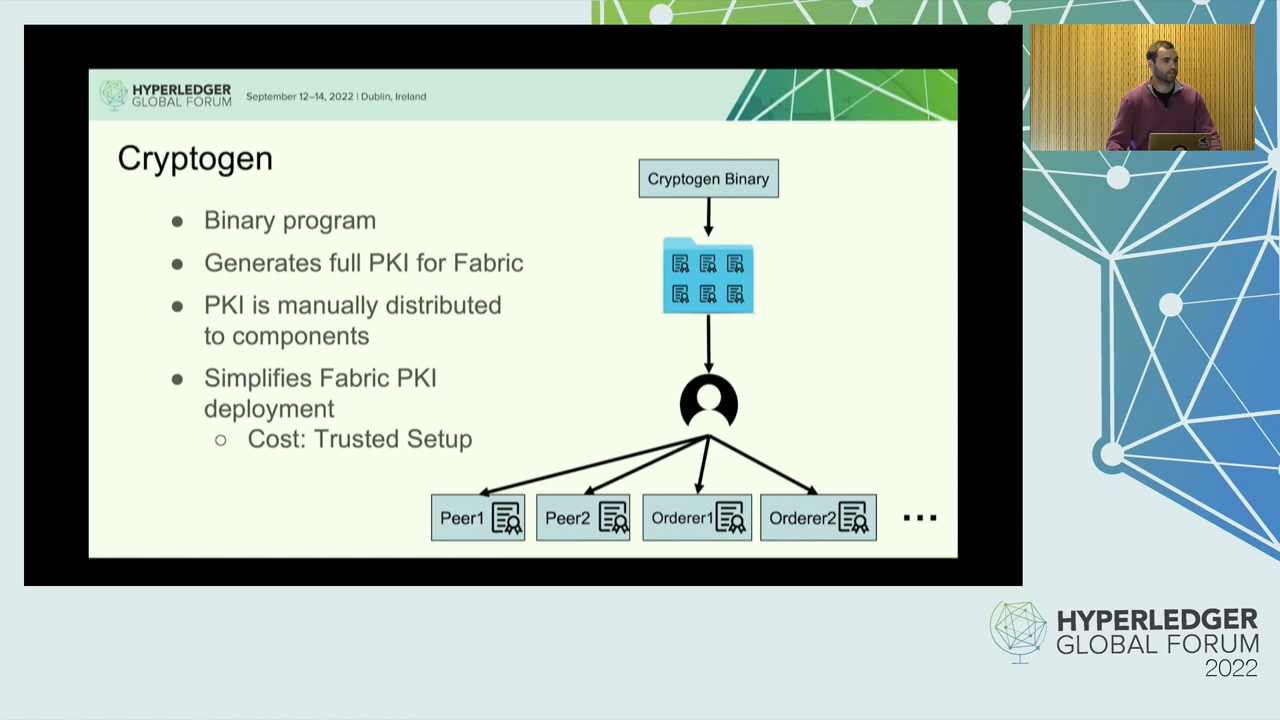 HYPERLEDGER
GLOBAL FORUM
September 12–14, 2022 | Dublin, Ireland
Cryptogen
● Binary program
● Generates full PKI for Fabric
● PKI is manually distributed
to components
● Simplifies Fabric PKI
deployment
○ Cost: Trusted Setup
Cryptogen Binary
Peer1
Peer2
Orderer1
Orderer2
...
HYPERLEDGER
GLOBAL FORUM
2022